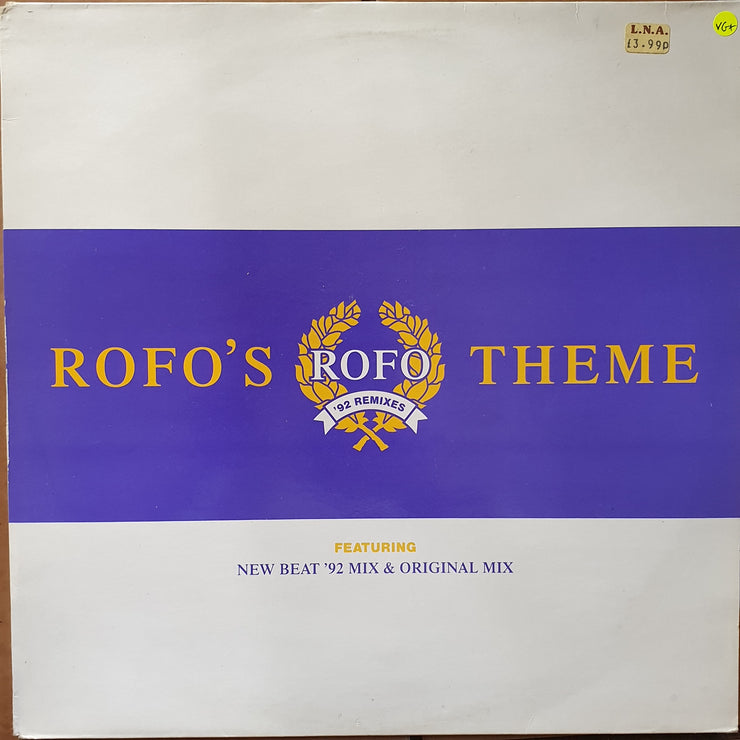 L.N.A.
£3.99p
VG+
ROFO'S ROFO THEME
'92 REMIXES
FEATURING
NEW BEAT '92 MIX & ORIGINAL MIX